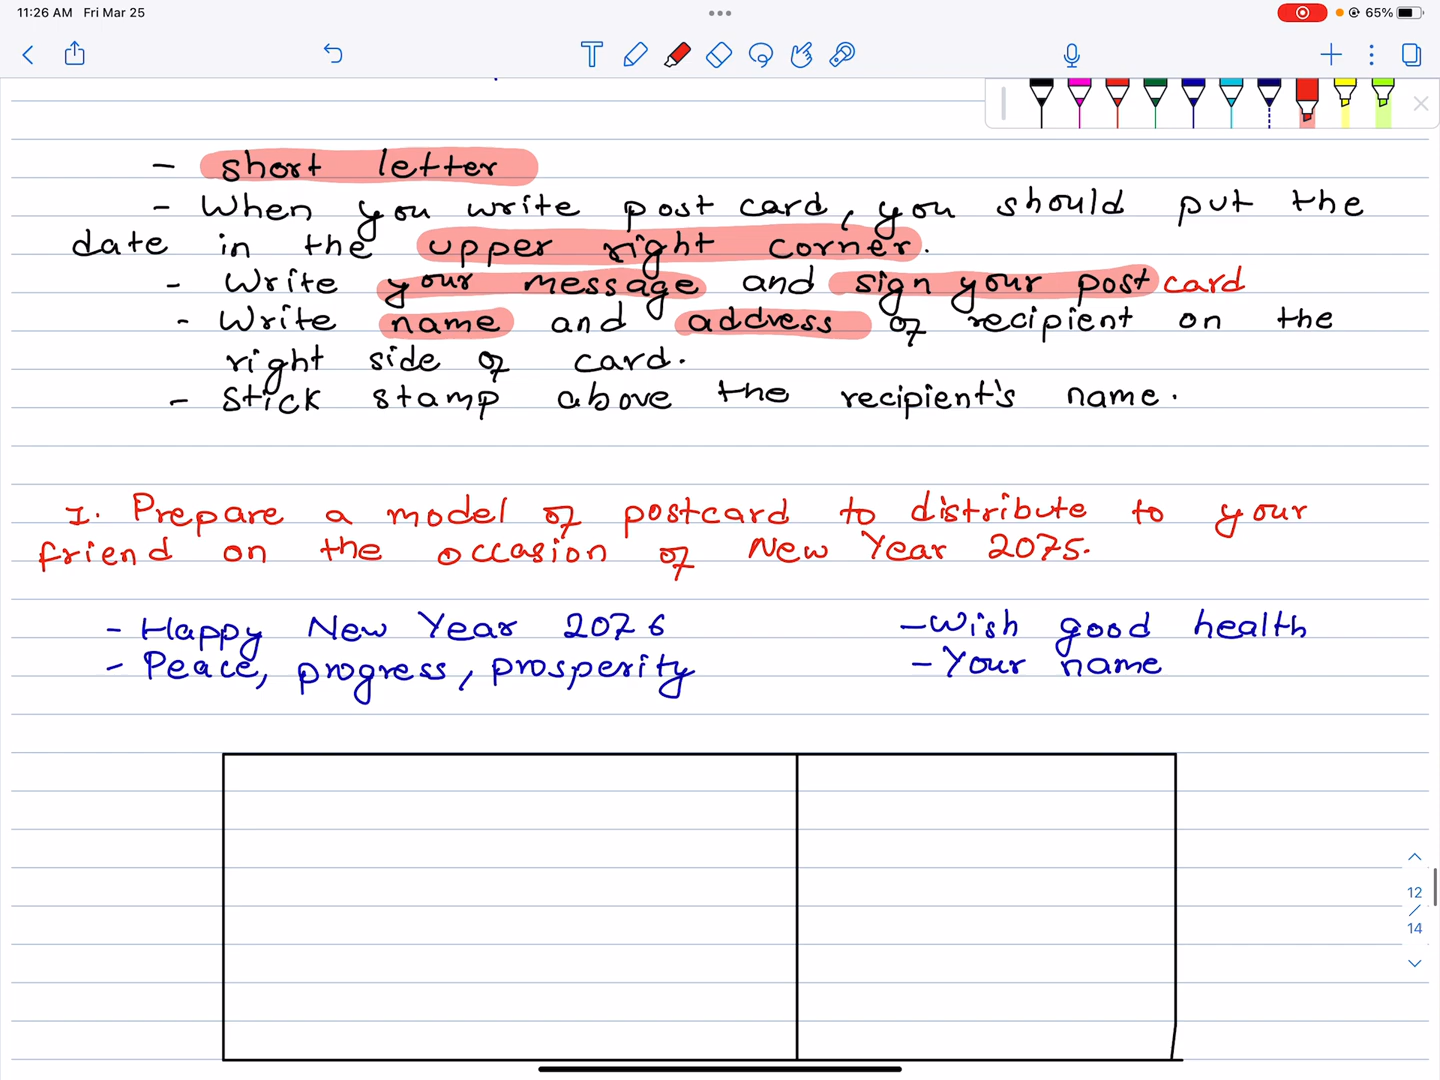 11:26 AM Fri Mar 25
65%
- short letter
- When you write post card, you should put the
date in the upper right corner.
- Write your message and sign your post card
- Write name and address of recipient on the
right side of card.
- Stick stamp above the recipient's name.
1. Prepare a model of postcard to distribute to your
friend on the occasion of New Year 2075.
- Happy New Year 2076
- Peace, progress, prosperity
- Wish good health
- Your name
12
/
14